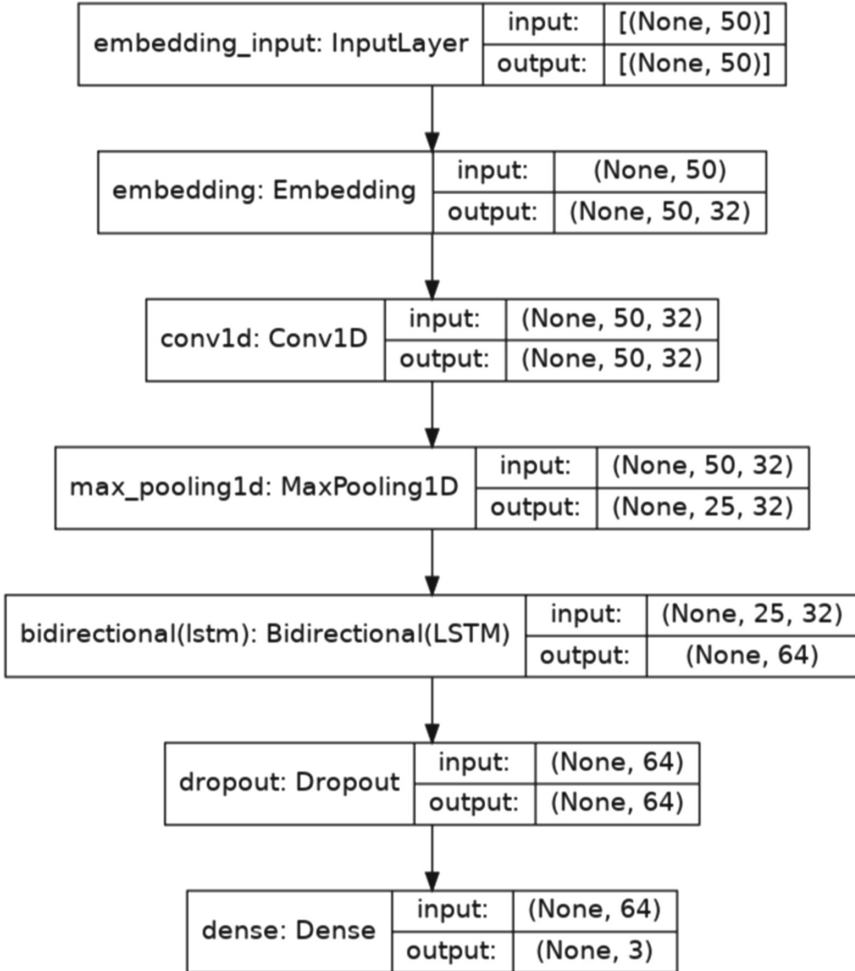 embedding_input: InputLayer input: [(None, 50)]
output: [(None, 50)]
embedding: Embedding input: (None, 50)
output: (None, 50, 32)
conv1d: Conv1D input: (None, 50, 32)
output: (None, 50, 32)
max_pooling1d: MaxPooling1D input: (None, 50, 32)
output: (None, 25, 32)
bidirectional(lstm): Bidirectional(LSTM) input: (None, 25, 32)
output: (None, 64)
dropout: Dropout input: (None, 64)
output: (None, 64)
dense: Dense input: (None, 64)
output: (None, 3)